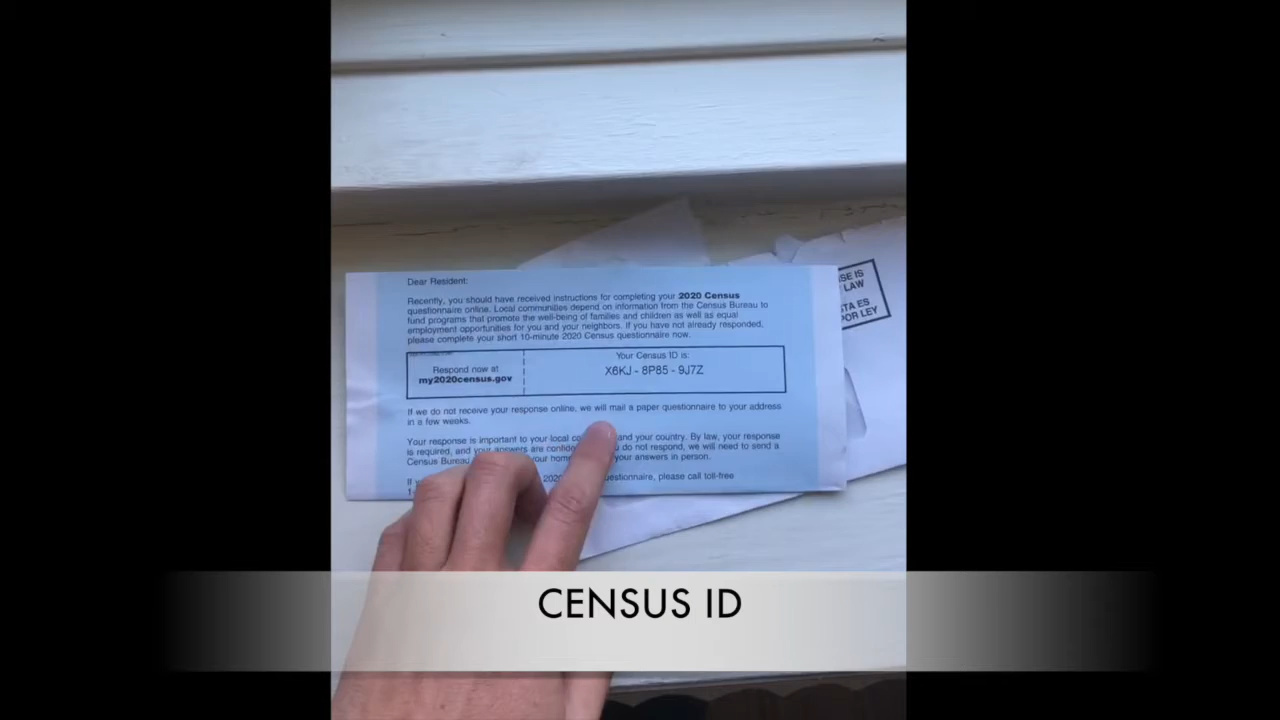 Dear Resident:
Recently, you should have received instructions for completing your 2020 Census
questionnaire online. Local communities depend on information from the Census Bureau to
fund programs that promote the well-being of families and children as well as equal
employment opportunities for you and your neighbors. If you have not already responded,
please complete your short 10-minute 2020 Census questionnaire now.
Respond now at
my2020census.gov
Your Census ID is:
X6KJ - 8P85 - 9J7Z
If we do not receive your response online, we will mail a paper questionnaire to your address
in a few weeks.
Your response is important to your local and your country. By law, your response
is required, and your answers are do not respond, we will need to send a
Census Bureau your your answers in person.
If 2020 please call toll-free
SE IS
LAW
STA ES
POR LEY
CENSUS ID